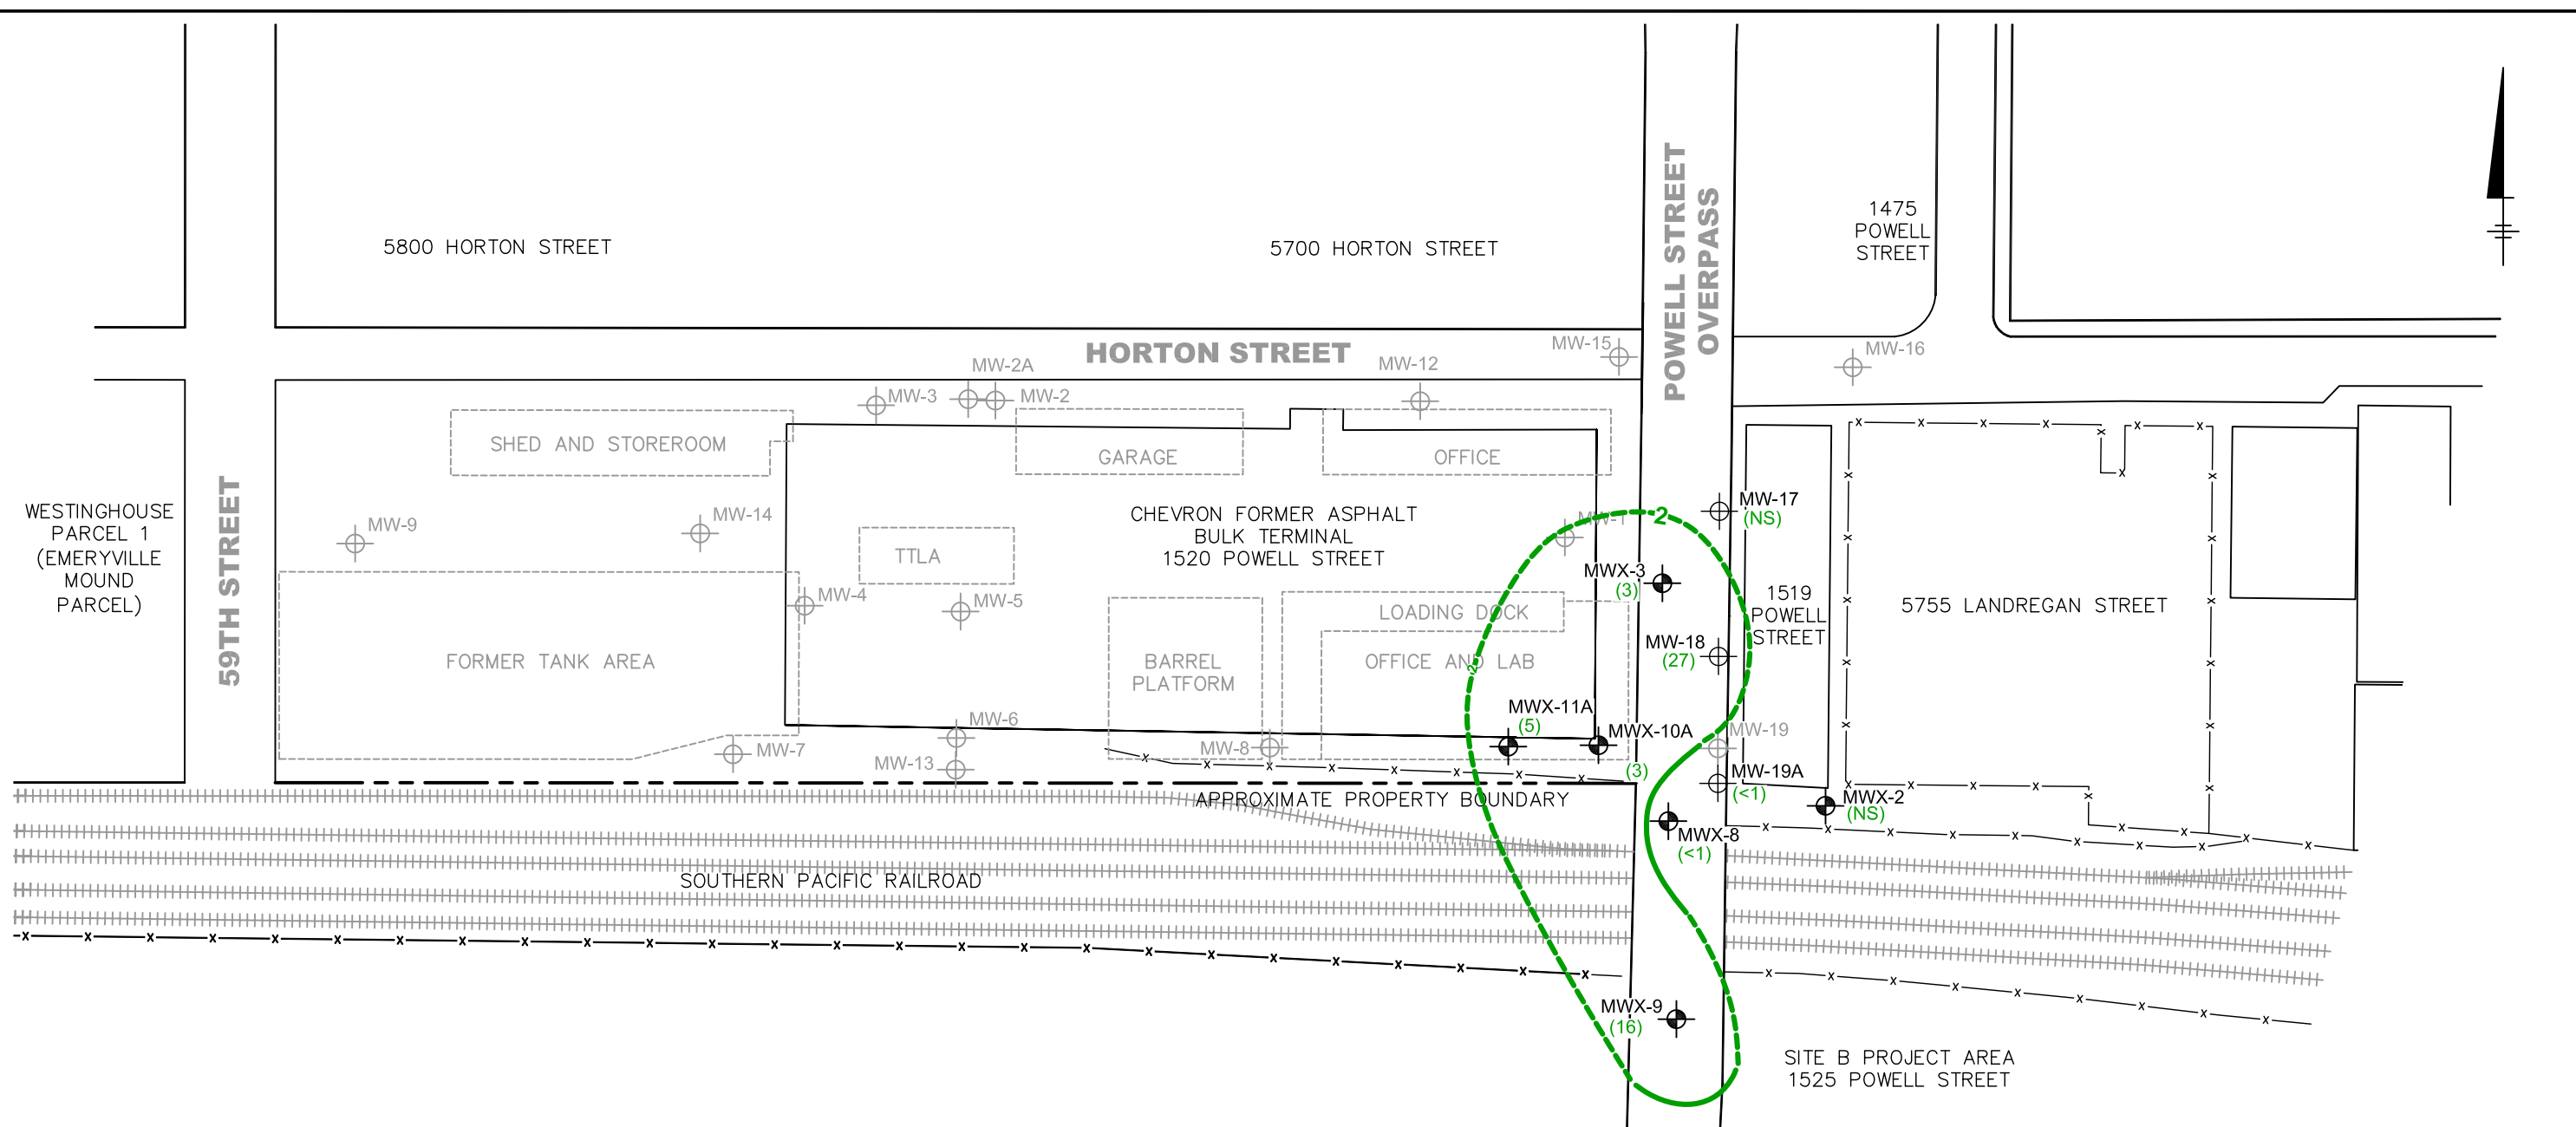 1475
POWELL
STREET
5800 HORTON STREET
5700 HORTON STREET
POWELL STREET
OVERPASS
HORTON STREET
MW-15
MW-16
MW-2A
MW-12
MW-3
MW-2
SHED AND STOREROOM
GARAGE
OFFICE
WESTINGHOUSE
PARCEL 1
(EMERYVILLE
MOUND
PARCEL)
59TH STREET
MW-9
MW-14
CHEVRON FORMER ASPHALT
BULK TERMINAL
1520 POWELL STREET
MW-1
2
MW-17
(NS)
TTLA
MWX-3
(3)
MW-4
MW-5
LOADING DOCK
1519
POWELL
STREET
5755 LANDREGAN STREET
FORMER TANK AREA
BARREL
PLATFORM
OFFICE AND LAB
2
MW-18
(27)
MWX-11A
(5)
MWX-10A
(3)
MW-6
MW-7
MW-13
MW-8
MW-19
MW-19A
(<1)
MWX-2
(NS)
APPROXIMATE PROPERTY BOUNDARY
MWX-8
(<1)
SOUTHERN PACIFIC RAILROAD
MWX-9
(16)
SITE B PROJECT AREA
1525 POWELL STREET